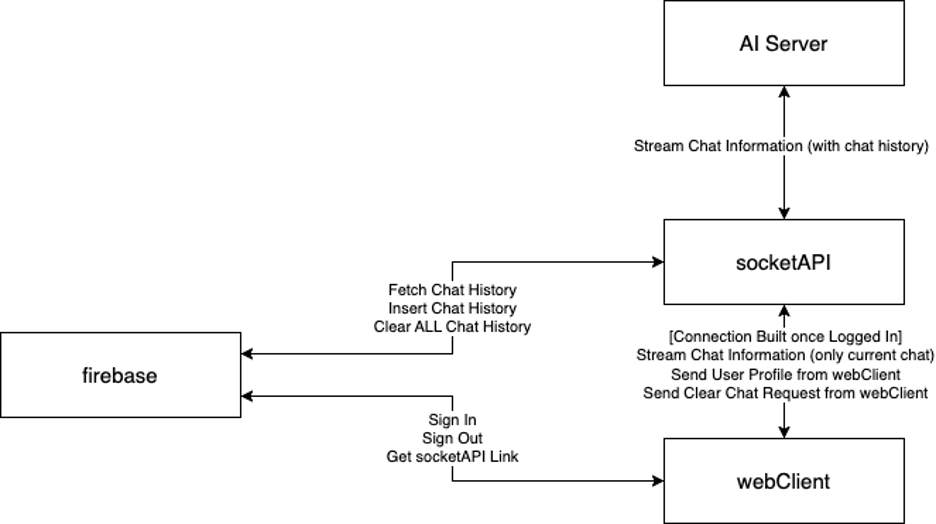 AI Server
Stream Chat Information (with chat history)
socketAPI
Fetch Chat History
Insert Chat History
Clear ALL Chat History
[Connection Built once Logged In]
Stream Chat Information (only current chat)
Send User Profile from webClient
Send Clear Chat Request from webClient
firebase
Sign In
Sign Out
Get socketAPI Link
webClient